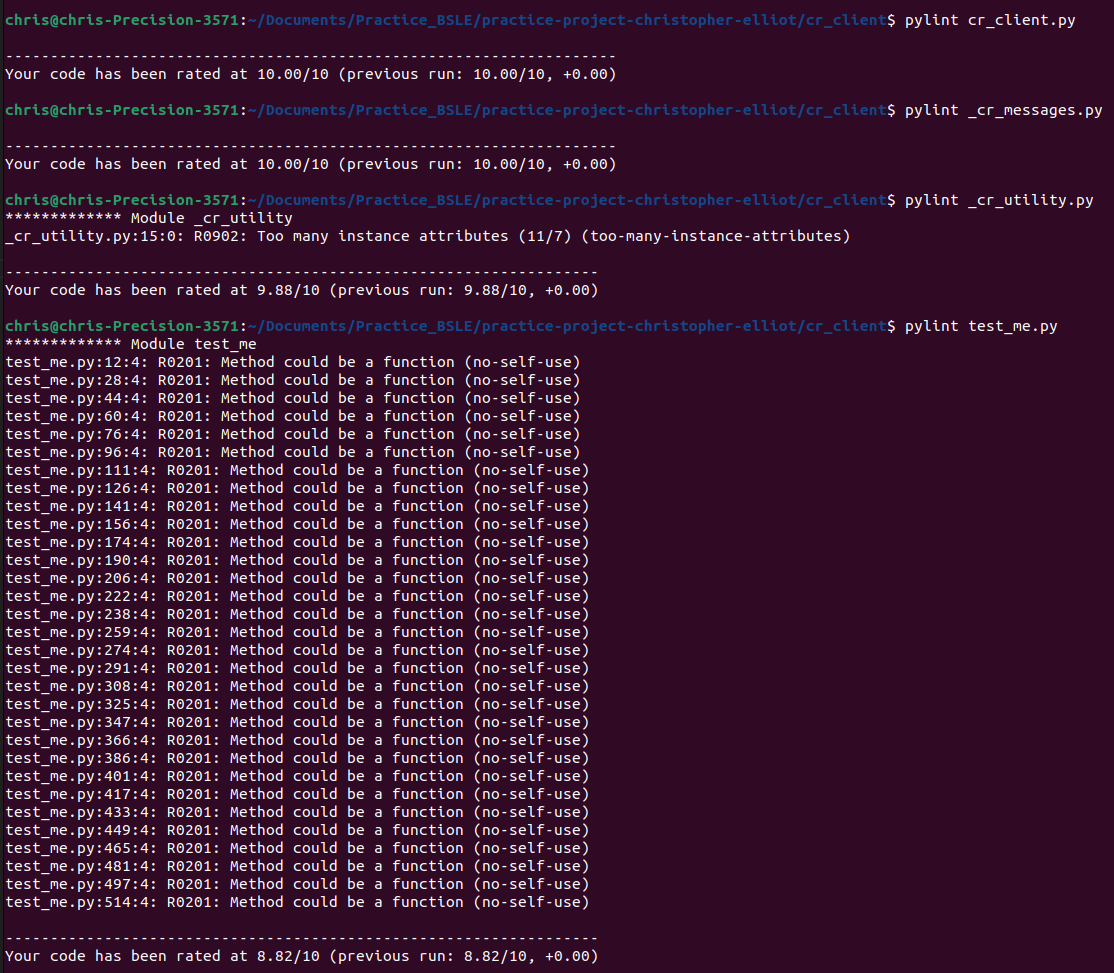 chris@chris-Precision-3571:~/Documents/Practice_BSLE/practice-project-christopher-elliot/cr_client$ pylint cr_client.py
--------------------------------------------------------------------
Your code has been rated at 10.00/10 (previous run: 10.00/10, +0.00)
chris@chris-Precision-3571:~/Documents/Practice_BSLE/practice-project-christopher-elliot/cr_client$ pylint _cr_messages.py
--------------------------------------------------------------------
Your code has been rated at 10.00/10 (previous run: 10.00/10, +0.00)
chris@chris-Precision-3571:~/Documents/Practice_BSLE/practice-project-christopher-elliot/cr_client$ pylint _cr_utility.py
************* Module _cr_utility
_cr_utility.py:15:0: R0902: Too many instance attributes (11/7) (too-many-instance-attributes)
------------------------------------------------------------------
Your code has been rated at 9.88/10 (previous run: 9.88/10, +0.00)
chris@chris-Precision-3571:~/Documents/Practice_BSLE/practice-project-christopher-elliot/cr_client$ pylint test_me.py
************* Module test_me
test_me.py:12:4: R0201: Method could be a function (no-self-use)
test_me.py:28:4: R0201: Method could be a function (no-self-use)
test_me.py:44:4: R0201: Method could be a function (no-self-use)
test_me.py:60:4: R0201: Method could be a function (no-self-use)
test_me.py:76:4: R0201: Method could be a function (no-self-use)
test_me.py:96:4: R0201: Method could be a function (no-self-use)
test_me.py:111:4: R0201: Method could be a function (no-self-use)
test_me.py:126:4: R0201: Method could be a function (no-self-use)
test_me.py:141:4: R0201: Method could be a function (no-self-use)
test_me.py:156:4: R0201: Method could be a function (no-self-use)
test_me.py:174:4: R0201: Method could be a function (no-self-use)
test_me.py:190:4: R0201: Method could be a function (no-self-use)
test_me.py:206:4: R0201: Method could be a function (no-self-use)
test_me.py:222:4: R0201: Method could be a function (no-self-use)
test_me.py:238:4: R0201: Method could be a function (no-self-use)
test_me.py:259:4: R0201: Method could be a function (no-self-use)
test_me.py:274:4: R0201: Method could be a function (no-self-use)
test_me.py:291:4: R0201: Method could be a function (no-self-use)
test_me.py:308:4: R0201: Method could be a function (no-self-use)
test_me.py:325:4: R0201: Method could be a function (no-self-use)
test_me.py:347:4: R0201: Method could be a function (no-self-use)
test_me.py:366:4: R0201: Method could be a function (no-self-use)
test_me.py:386:4: R0201: Method could be a function (no-self-use)
test_me.py:401:4: R0201: Method could be a function (no-self-use)
test_me.py:417:4: R0201: Method could be a function (no-self-use)
test_me.py:433:4: R0201: Method could be a function (no-self-use)
test_me.py:449:4: R0201: Method could be a function (no-self-use)
test_me.py:465:4: R0201: Method could be a function (no-self-use)
test_me.py:481:4: R0201: Method could be a function (no-self-use)
test_me.py:497:4: R0201: Method could be a function (no-self-use)
test_me.py:514:4: R0201: Method could be a function (no-self-use)
------------------------------------------------------------------
Your code has been rated at 8.82/10 (previous run: 8.82/10, +0.00)